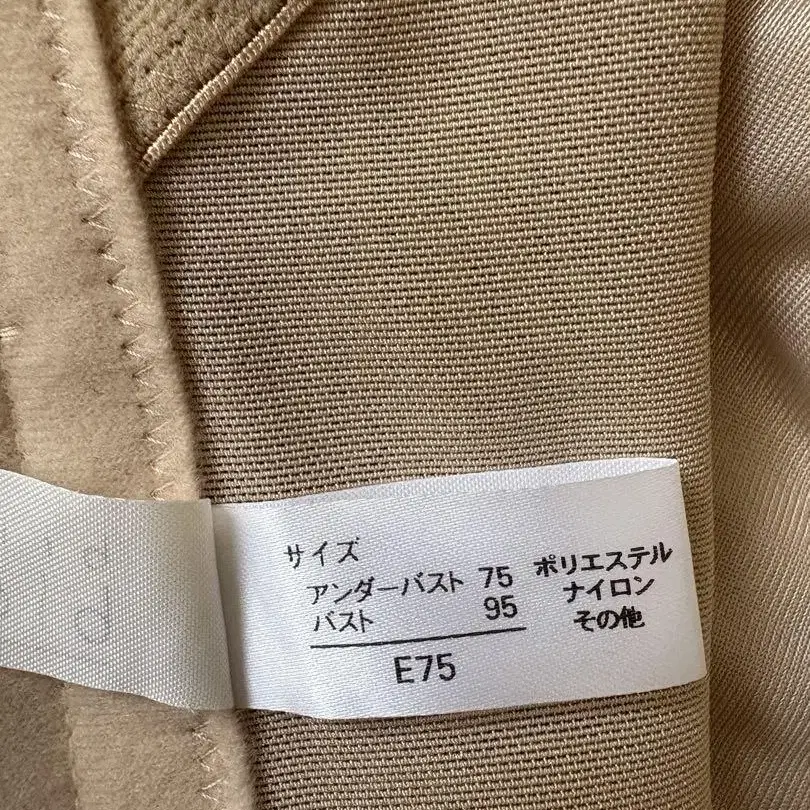 サイズ
アンダーバスト 75
バスト 95
E75
ポリエステル
ナイロン
その他